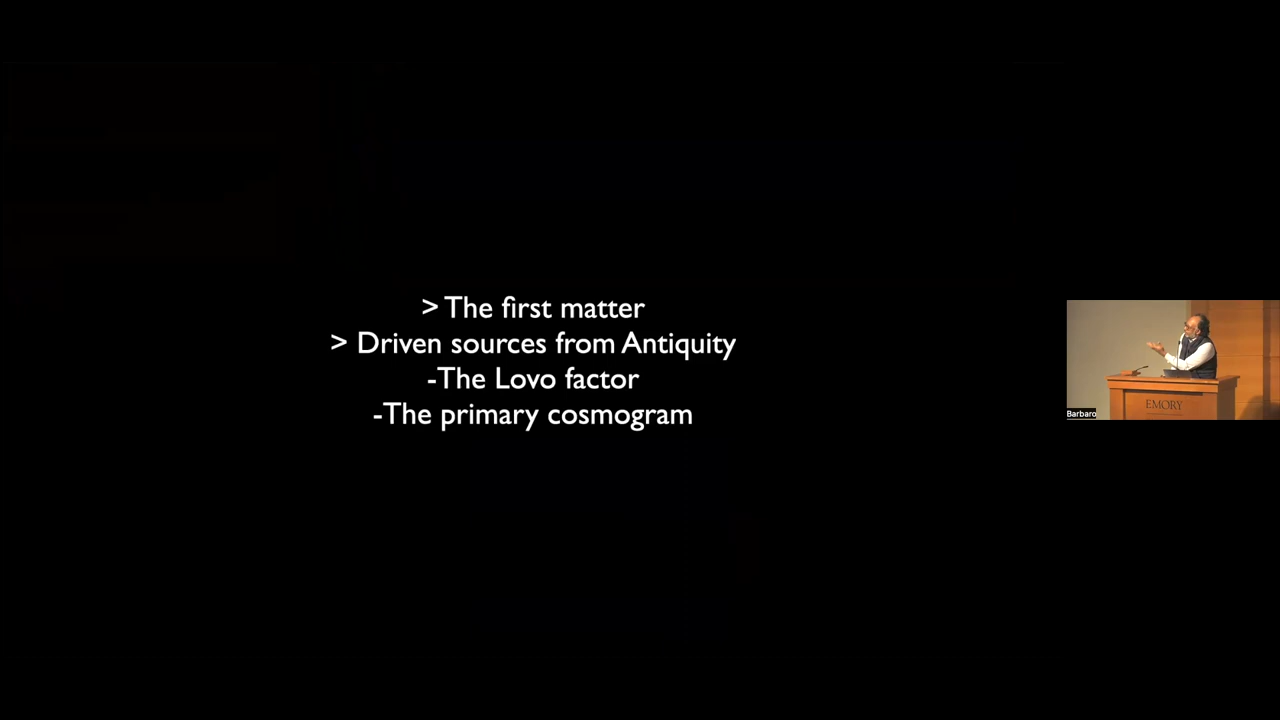 > The first matter
> Driven sources from Antiquity
-The Lovo factor
-The primary cosmogram
EMORY
Barbaro